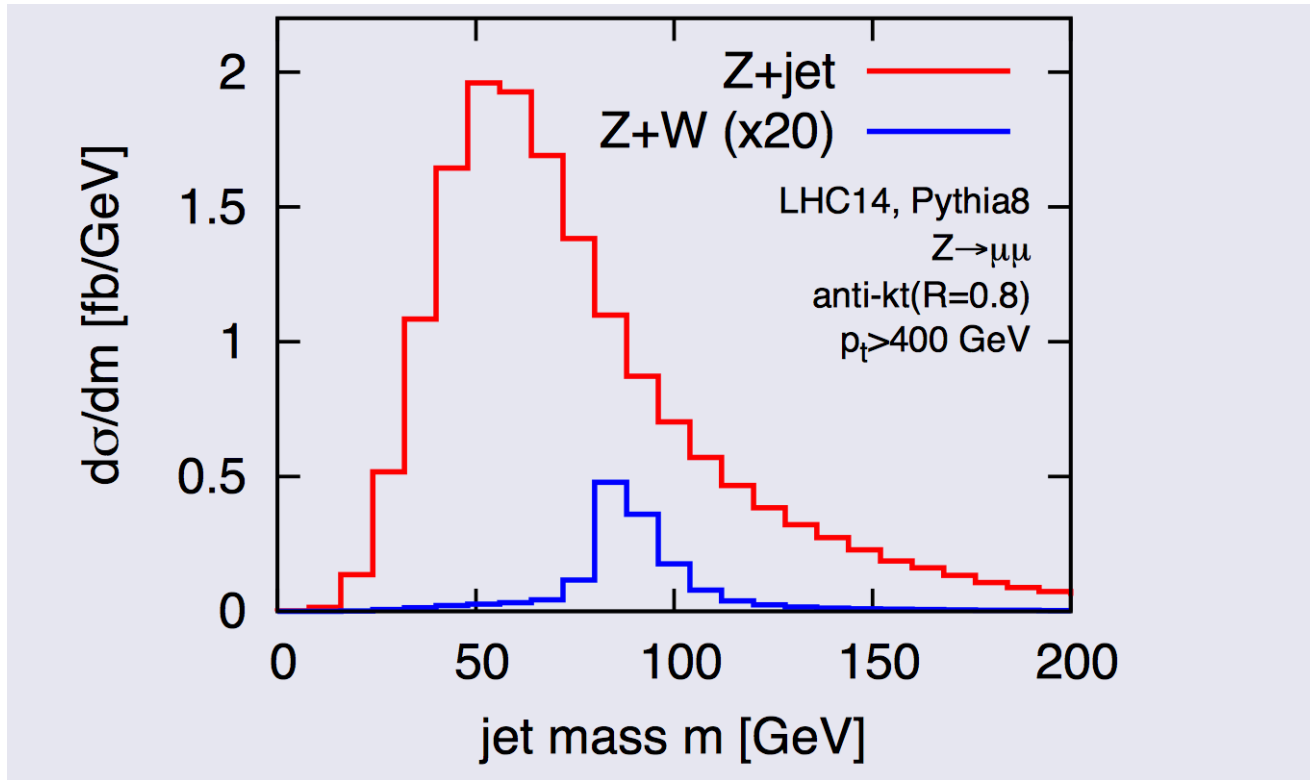 Z+jet
Z+W (x20)
LHC14, Pythia8
Z→μμ
anti-kt(R=0.8)
pt>400 GeV
dσ/dm [fb/GeV]
2
1.5
1
0.5
0
0 50 100 150 200
jet mass m [GeV]